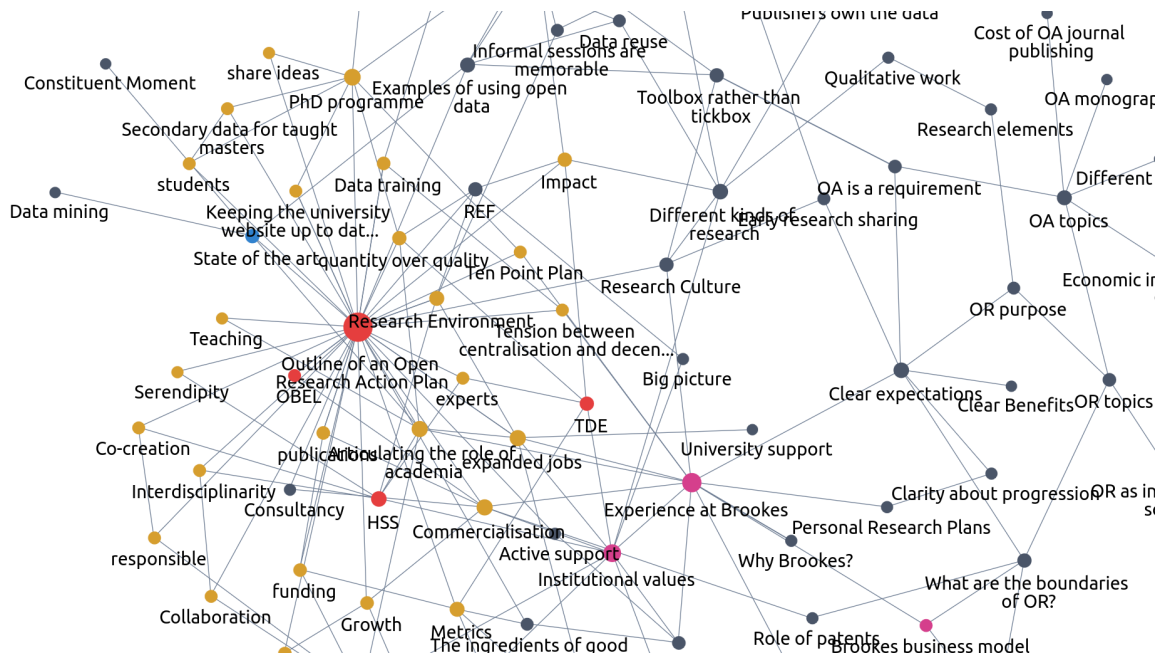 Publishers own the data
Cost of OA journal
publishing
Data reuse
Informal sessions are
memorable
share ideas
Constituent Moment
Qualitative work
PhD programme
Examples of using open
data
Toolbox rather than
tickbox
OA monograp
Secondary data for taught
masters
Research elements
students
Data training
Impact
OA is a requirement
Different
Data mining
Keeping the university
website up to dat...
REF
Different kinds of
research
Early research sharing
OA topics
State of the art
quantity over quality
Ten Point Plan
Research Culture
Economic in
OR purpose
Research Environment
Teaching
Tension between
centralisation and decen...
Outline of an Open
Research Action Plan
Big picture
Serendipity
OBEL
experts
Clear expectations
Clear Benefits
OR topics
TDE
Co-creation
publications
Articulating the role of
academia
expanded jobs
University support
Interdisciplinarity
Consultancy
HSS
Experience at Brookes
Clarity about progression
OR as in
se
Commercialisation
Personal Research Plans
Active support
responsible
Why Brookes?
Institutional values
funding
What are the boundaries
of OR?
Collaboration
Growth
Metrics
The ingredients of good
Role of patents
Brookes business model